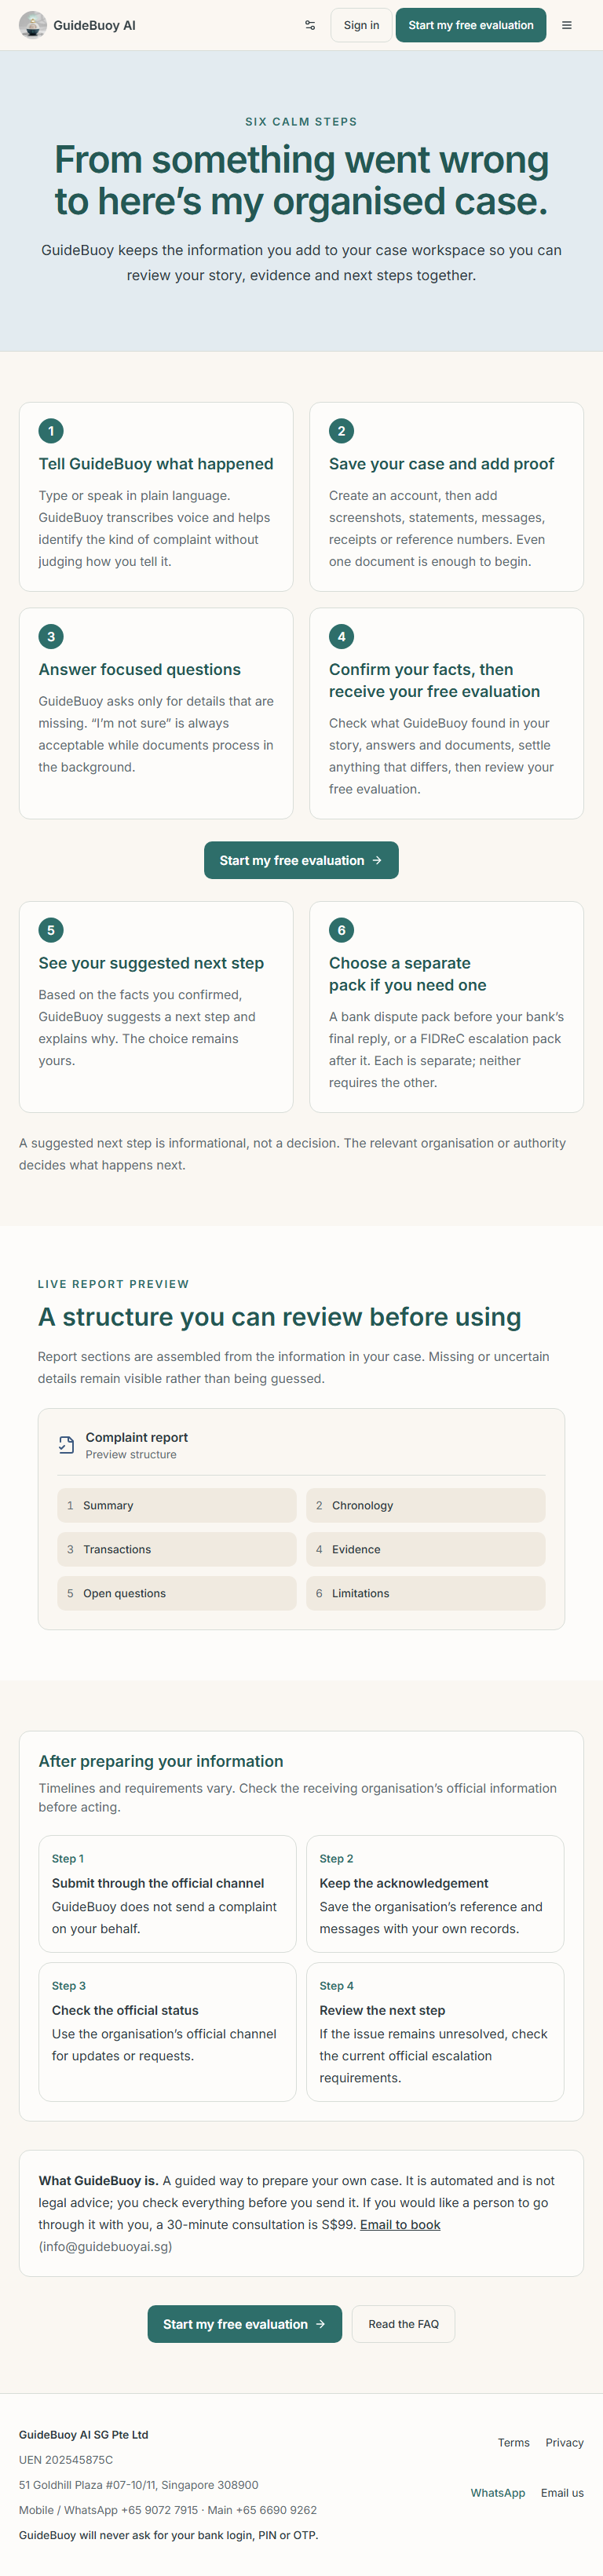 GuideBuoy AI
Sign in
Start my free evaluation
SIX CALM STEPS
From something went wrong
to here’s my organised case.
GuideBuoy keeps the information you add to your case workspace so you can
review your story, evidence and next steps together.
1
Tell GuideBuoy what happened
Type or speak in plain language.
GuideBuoy transcribes voice and helps
identify the kind of complaint without
judging how you tell it.
2
Save your case and add proof
Create an account, then add
screenshots, statements, messages,
receipts or reference numbers. Even
one document is enough to begin.
3
Answer focused questions
GuideBuoy asks only for details that are
missing. “I’m not sure” is always
acceptable while documents process in
the background.
4
Confirm your facts, then
receive your free evaluation
Check what GuideBuoy found in your
story, answers and documents, settle
anything that differs, then review your
free evaluation.
Start my free evaluation →
5
See your suggested next step
Based on the facts you confirmed,
GuideBuoy suggests a next step and
explains why. The choice remains
yours.
6
Choose a separate
pack if you need one
A bank dispute pack before your bank’s
final reply, or a FIDReC escalation pack
after it. Each is separate; neither
requires the other.
A suggested next step is informational, not a decision. The relevant organisation or authority
decides what happens next.
LIVE REPORT PREVIEW
A structure you can review before using
Report sections are assembled from the information in your case. Missing or uncertain
details remain visible rather than being guessed.
Complaint report
Preview structure
1 Summary
2 Chronology
3 Transactions
4 Evidence
5 Open questions
6 Limitations
After preparing your information
Timelines and requirements vary. Check the receiving organisation’s official information
before acting.
Step 1
Submit through the official channel
GuideBuoy does not send a complaint
on your behalf.
Step 2
Keep the acknowledgement
Save the organisation’s reference and
messages with your own records.
Step 3
Check the official status
Use the organisation’s official channel
for updates or requests.
Step 4
Review the next step
If the issue remains unresolved, check
the current official escalation
requirements.
What GuideBuoy is. A guided way to prepare your own case. It is automated and is not
legal advice; you check everything before you send it. If you would like a person to go
through it with you, a 30-minute consultation is S$99. Email to book
(info@guidebuoyai.sg)
Start my free evaluation →
Read the FAQ
GuideBuoy AI SG Pte Ltd
UEN 202545875C
51 Goldhill Plaza #07-10/11, Singapore 308900
Mobile / WhatsApp +65 9072 7915 · Main +65 6690 9262
GuideBuoy will never ask for your bank login, PIN or OTP.
Terms Privacy
WhatsApp Email us